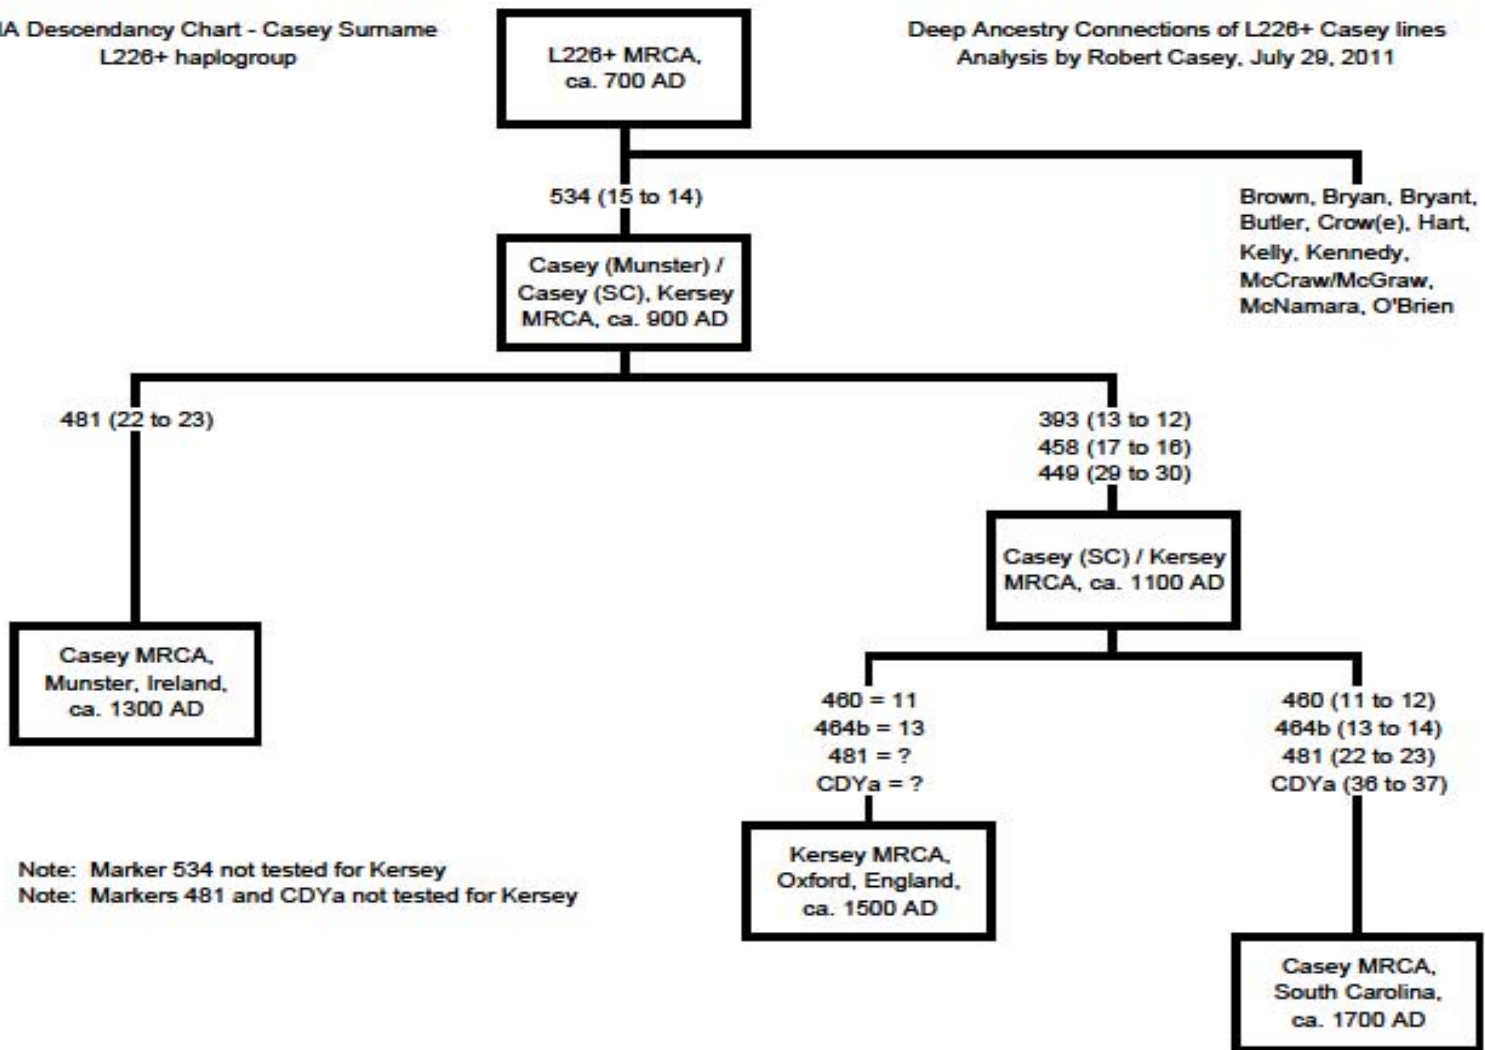 A Descendancy Chart - Casey Surname
L226+ haplogroup
Deep Ancestry Connections of L226+ Casey lines
Analysis by Robert Casey, July 29, 2011
L226+ MRCA,
ca. 700 AD
534 (15 to 14)
Brown, Bryan, Bryant,
Butler, Crow(e), Hart,
Kelly, Kennedy,
McCraw/McGraw,
McNamara, O'Brien
Casey (Munster) /
Casey (SC), Kersey
MRCA, ca. 900 AD
481 (22 to 23)
393 (13 to 12)
458 (17 to 16)
449 (29 to 30)
Casey (SC) / Kersey
MRCA, ca. 1100 AD
Casey MRCA,
Munster, Ireland,
ca. 1300 AD
460 = 11
464b = 13
481 = ?
CDYa = ?
460 (11 to 12)
464b (13 to 14)
481 (22 to 23)
CDYa (36 to 37)
Kersey MRCA,
Oxford, England,
ca. 1500 AD
Note: Marker 534 not tested for Kersey
Note: Markers 481 and CDYa not tested for Kersey
Casey MRCA,
South Carolina,
ca. 1700 AD